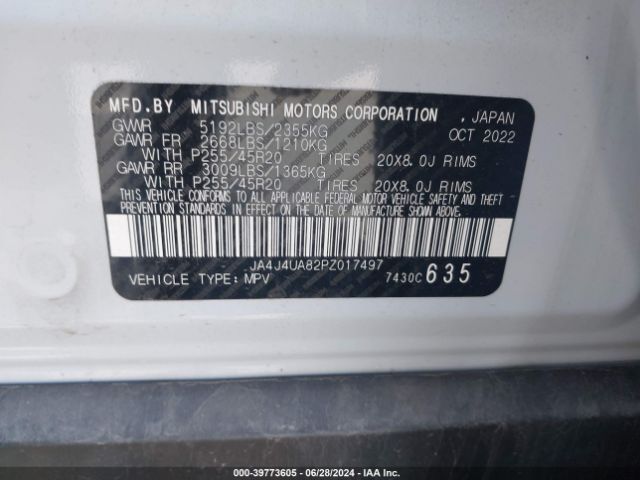 MFD.BY MITSUBISHI MOTORS CORPORATION , JAPAN
GVWR 5192LBS/2355KG OCT 2022
GAWR FR 2668LBS/1210KG
WITH P255/45R20 TIRES 20X8.0J RIMS
GAWR RR 3009LBS/1365KG
WITH P255/45R20 TIRES 20X8.0J RIMS
THIS VEHICLE CONFORMS TO ALL APPLICABLE FEDERAL MOTOR VEHICLE SAFETY AND THEFT
PREVENTION STANDARDS IN EFFECT ON THE DATE OF MANUFACTURE SHOWN ABOVE.
JA4J4UA82PZ017497
VEHICLE TYPE: MPV 7430C 635
000-39773605 | 06/28/2024 | IAA Inc.